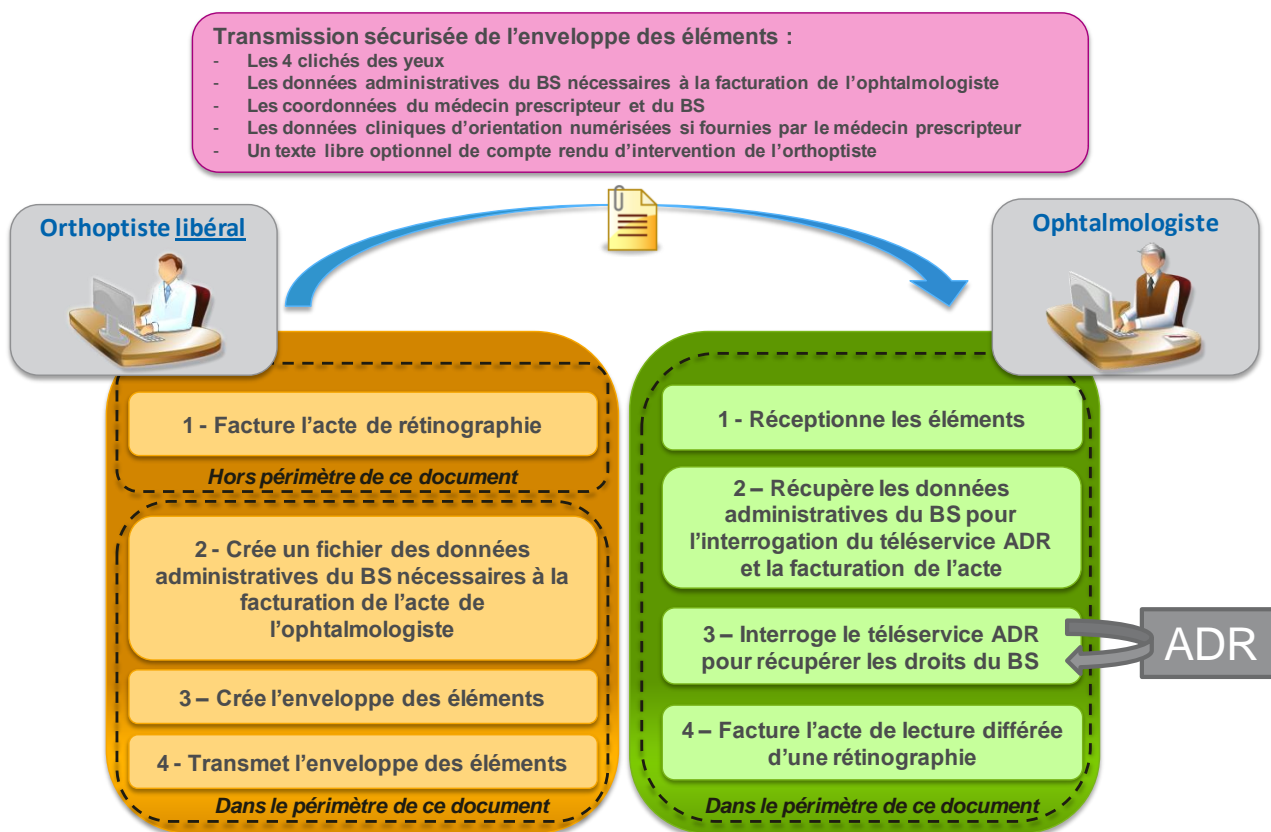 Transmission sécurisée de l'enveloppe des éléments :
- Les 4 clichés des yeux
- Les données administratives du BS nécessaires à la facturation de l'ophtalmologiste
- Les coordonnées du médecin prescripteur et du BS
- Les données cliniques d'orientation numérisées si fournies par le médecin prescripteur
- Un texte libre optionnel de compte rendu d'intervention de l'orthoptiste
Orthoptiste libéral
1 - Facture l'acte de rétinographie
Hors périmètre de ce document
2 - Crée un fichier des données
administratives du BS nécessaires à la
facturation de l'acte de
l'ophtalmologiste
3 – Crée l'enveloppe des éléments
4 - Transmet l'enveloppe des éléments
Dans le périmètre de ce document
Ophtalmologiste
1 - Réceptionne les éléments
2 – Récupère les données
administratives du BS pour
l'interrogation du téléservice ADR
et la facturation de l'acte
3 – Interroge le téléservice ADR
pour récupérer les droits du BS
ADR
4 – Facture l'acte de lecture différée
d'une rétinographie
Dans le périmètre de ce document